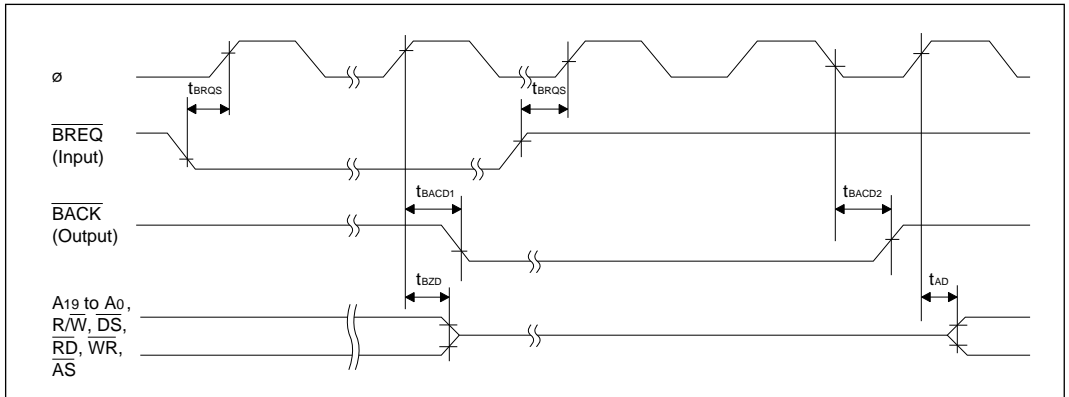 ø
tBRQS
tBRQS
BREQ
(Input)
tBACD1
tBACD2
BACK
(Output)
tBZD
tAD
A19 to A0,
R/W, DS,
RD, WR,
AS